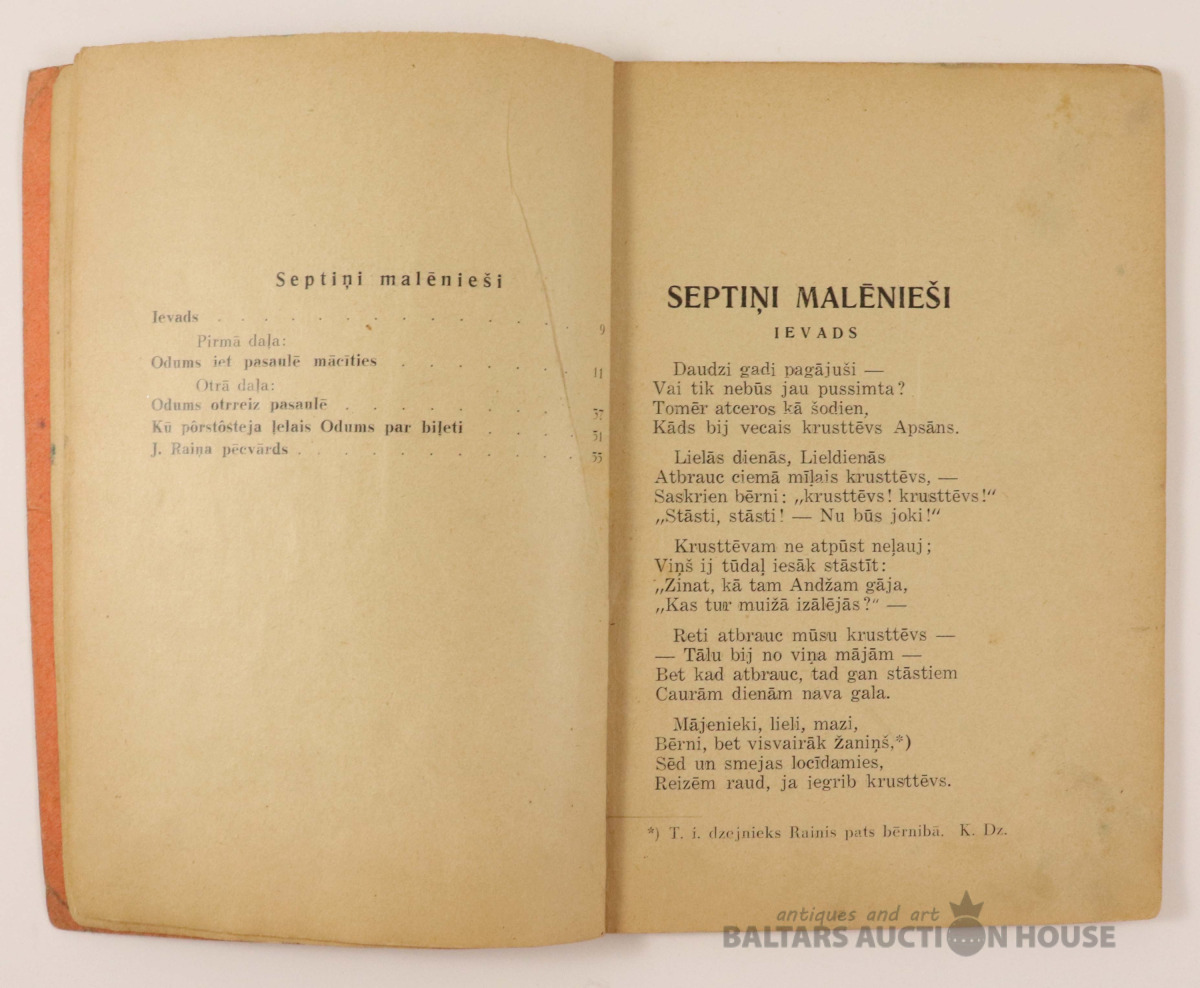 Septiņi malēnieši
Ievads . . . . . . . . . . . . 9
Pirmā daļa:
Odums iet pasaulē mācīties . . . . . . 11
Otrā daļa:
Odums otrreiz pasaulē . . . . . . . . 37
Kū pōrstōsteja ļelais Odums par biļeti . . . . 51
J. Raiņa pēcvārds . . . . . . . . . . 55
SEPTIŅI MALĒNIEŠI
IEVADS
Daudzi gadi pagājuši —
Vai tik nebūs jau pussimta?
Tomēr atceros kā šodien,
Kāds bij vecais krusttēvs Apsāns.
Lielās dienās, Lieldienās
Atbrauc ciemā mīļais krusttēvs, —
Saskrien bērni: „krusttēvs! krusttēvs!"
„Stāsti, stāsti! — Nu būs joki!"
Krusttēvam ne atpūst neļauj;
Viņš ij tūdaļ iesāk stāstīt:
„Zinat, kā tam Andžam gāja,
„Kas tur muižā izālējās?" —
Reti atbrauc mūsu krusttēvs —
— Tālu bij no viņa mājām —
Bet kad atbrauc, tad gan stāstiem
Caurām dienām nava gala.
Mājenieki, lieli, mazi,
Bērni, bet visvairāk Žaniņš,*)
Sēd un smejas locīdamies,
Reizēm raud, ja iegrib krusttēvs.
*) T. i. dzejnieks Rainis pats bērnībā. K. Dz.
antiques and art
BALTARS AUCTION HOUSE